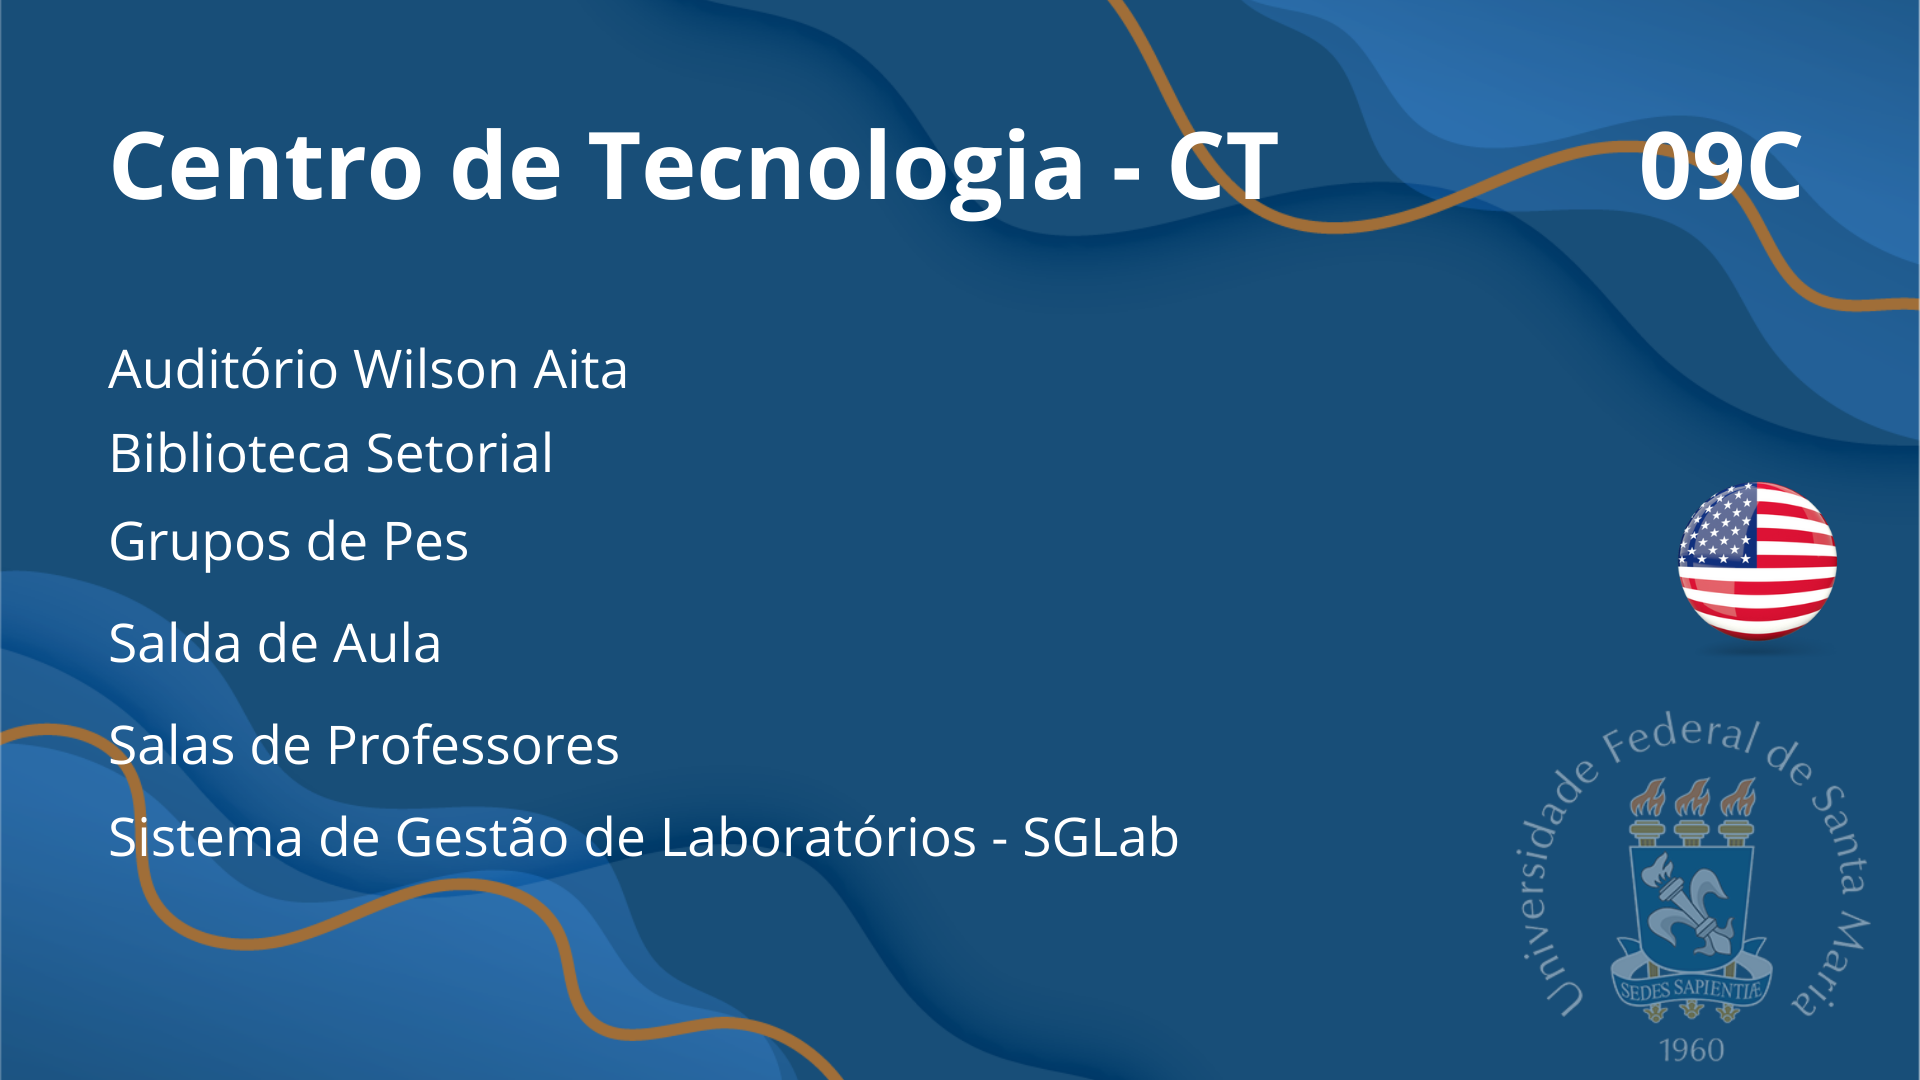 Centro de Tecnologia - CT 09C
Auditório Wilson Aita
Biblioteca Setorial
Grupos de Pes
Salda de Aula
Salas de Professores
Sistema de Gestão de Laboratórios - SGLab
Universidade Federal de Santa Maria
SEDES SAPIENTIÆ
1960